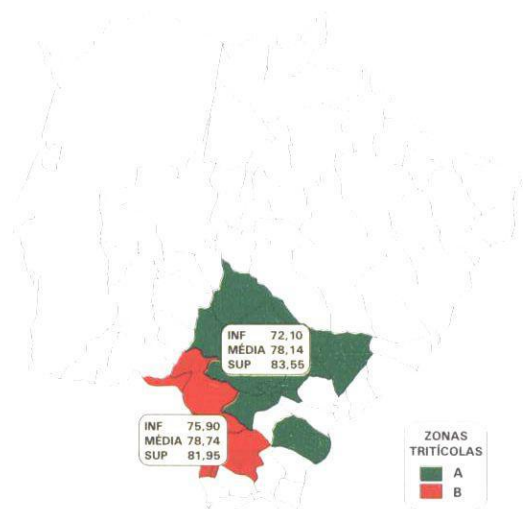 INF 72,10
MÉDIA 78,14
SUP 83,55
INF 75,90
MÉDIA 78,74
SUP 81,95
ZONAS
TRITÍCOLAS
A
B